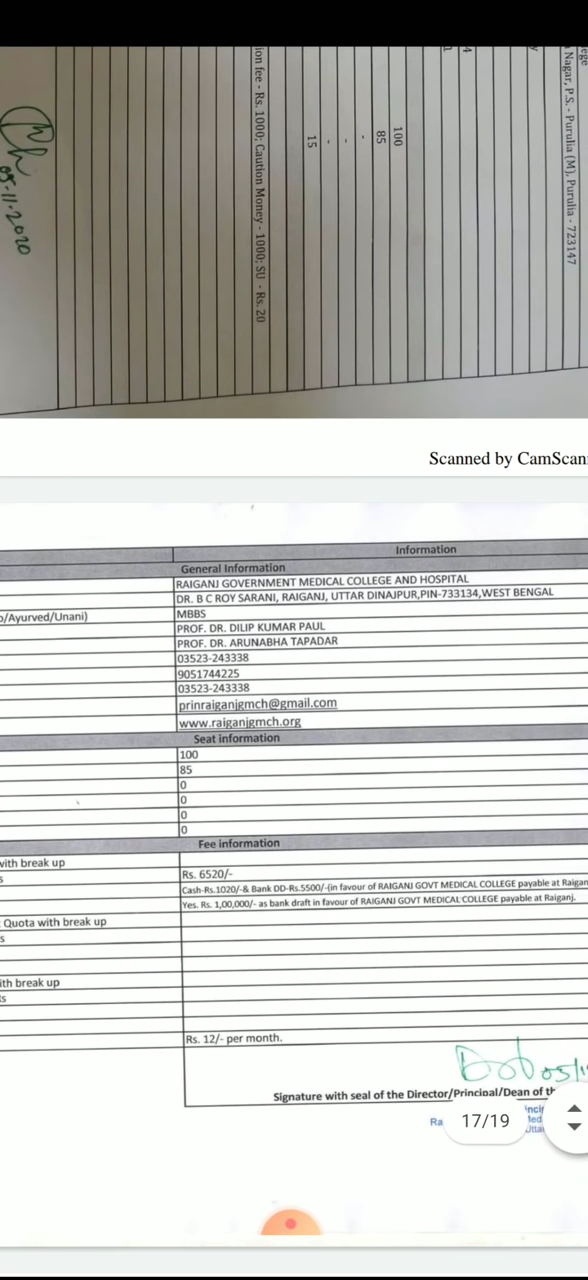 ege
Nagar, P.S. - Purulia (M), Purulia - 723147
y
4
1
100
85
-
-
-
15
ion fee - Rs. 1000; Caution Money - 1000; SU - Rs. 20
05-11-2020
Scanned by CamScan
Information
General Information
RAIGANJ GOVERNMENT MEDICAL COLLEGE AND HOSPITAL
DR. B C ROY SARANI, RAIGANJ, UTTAR DINAJPUR,PIN-733134,WEST BENGAL
/Ayurved/Unani) MBBS
PROF. DR. DILIP KUMAR PAUL
PROF. DR. ARUNABHA TAPADAR
03523-243338
9051744225
03523-243338
prinraiganjgmch@gmail.com
www.raiganjgmch.org
Seat information
100
85
0
0
0
0
Fee information
with break up
s Rs. 6520/-
Cash-Rs.1020/-& Bank DD-Rs.5500/-(in favour of RAIGANJ GOVT MEDICAL COLLEGE payable at Raigan
Yes. Rs. 1,00,000/- as bank draft in favour of RAIGANJ GOVT MEDICAL COLLEGE payable at Raiganj.
Quota with break up
s
ith break up
ts
Rs. 12/- per month.
05/1
Signature with seal of the Director/Principal/Dean of th
Ra
17/19